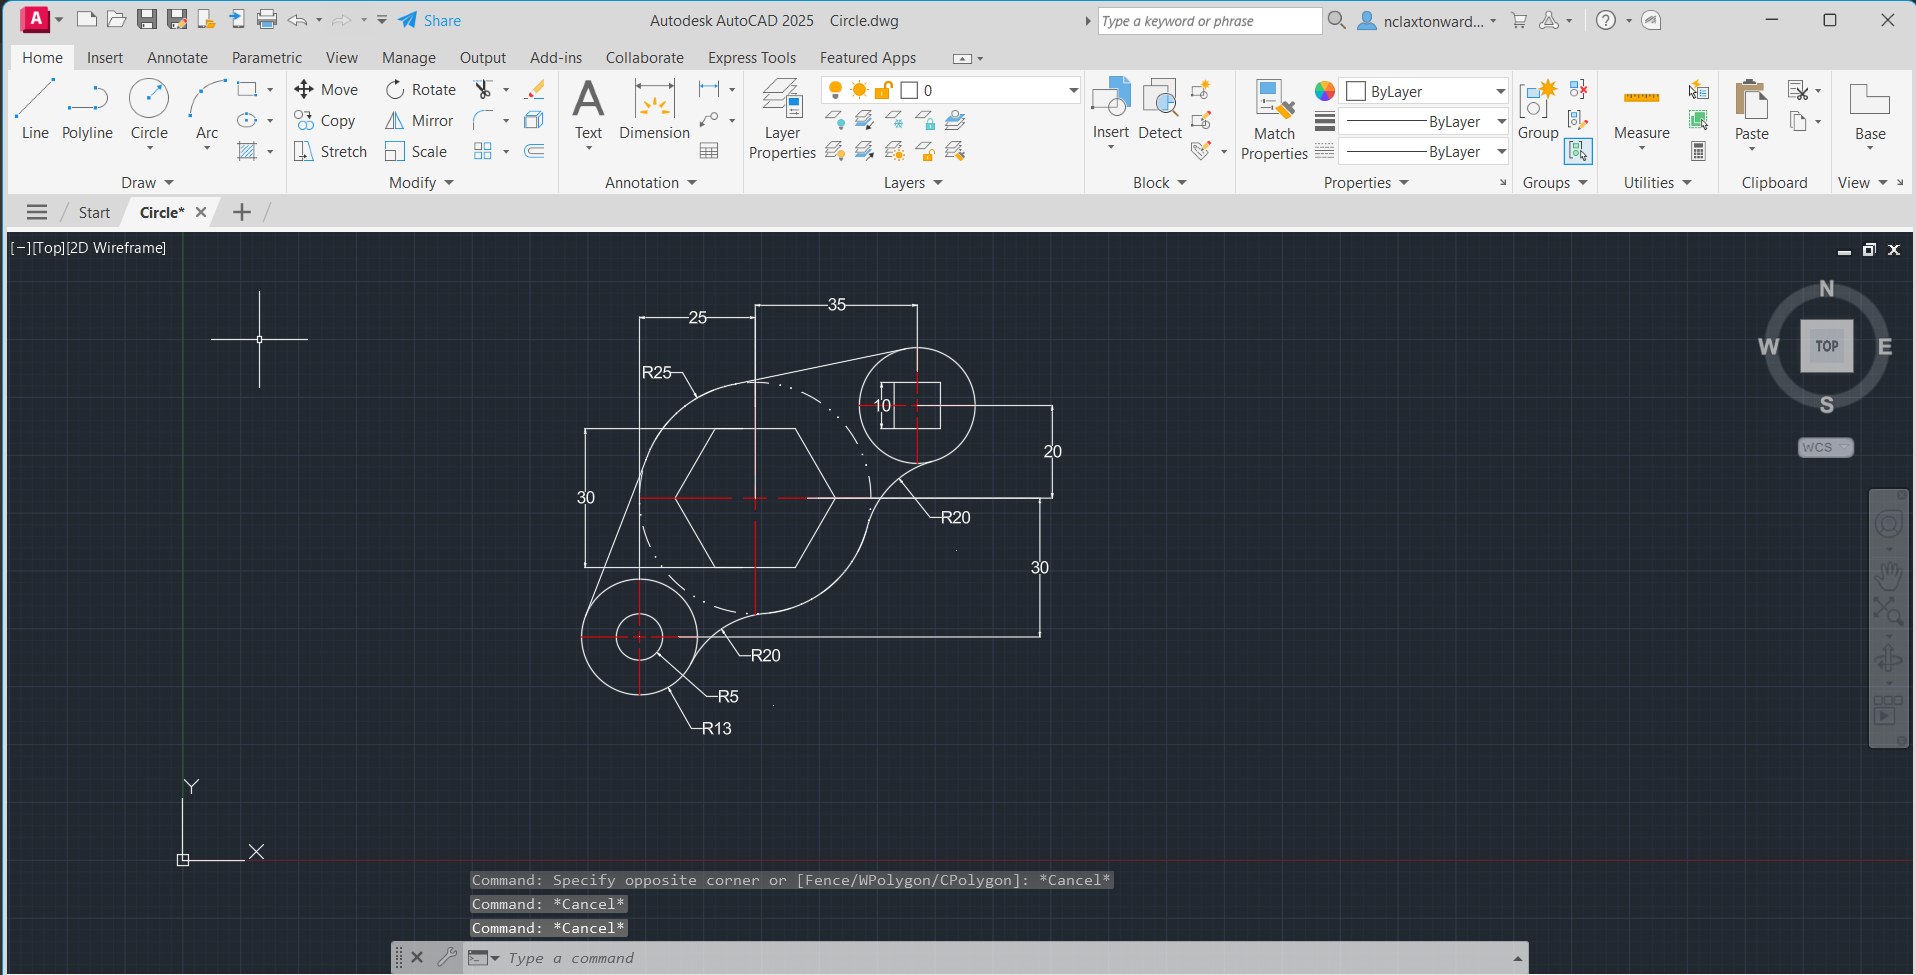 A Share Autodesk AutoCAD 2025 Circle.dwg Type a keyword or phrase nclaxtonward...
Home Insert Annotate Parametric View Manage Output Add-ins Collaborate Express Tools Featured Apps
Line Polyline Circle Arc
Draw
Move Rotate
Copy Mirror
Stretch Scale
Modify
Text Dimension
Annotation
Layer Properties
0
Layers
Insert Detect
Block
Match Properties
ByLayer
ByLayer
ByLayer
Properties
Group
Groups
Measure
Utilities
Paste
Clipboard
Base
View
Start Circle*
[−][Top][2D Wireframe]
N
W TOP E
S
WCS
35
25
R25
10
20
30
R20
30
R20
R5
R13
Y
X
Command: Specify opposite corner or [Fence/WPolygon/CPolygon]: *Cancel*
Command: *Cancel*
Command: *Cancel*
Type a command